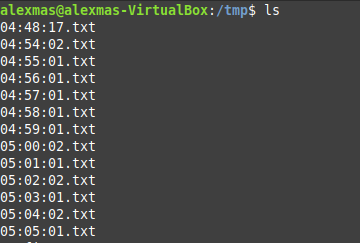 alexmas@alexmas-VirtualBox:/tmp$ ls
04:48:17.txt
04:54:02.txt
04:55:01.txt
04:56:01.txt
04:57:01.txt
04:58:01.txt
04:59:01.txt
05:00:02.txt
05:01:01.txt
05:02:02.txt
05:03:01.txt
05:04:02.txt
05:05:01.txt